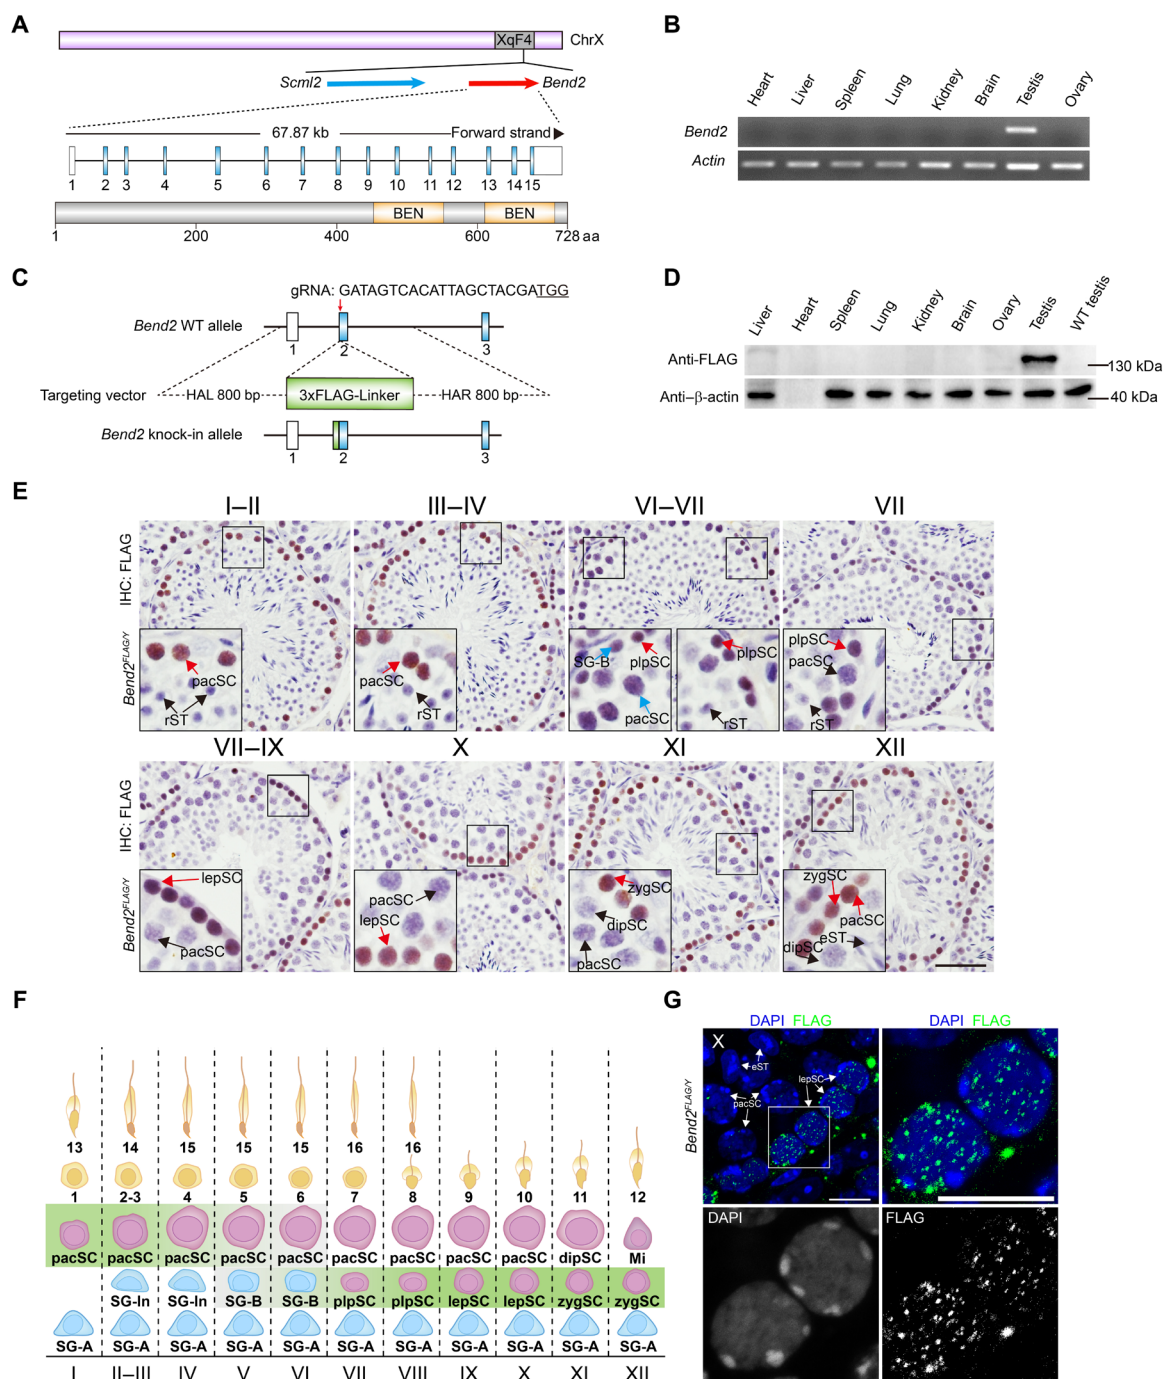 A
XqF4 ChrX
Scml2 Bend2
67.87 kb Forward strand
1 2 3 4 5 6 7 8 9 10 11 12 13 14 15
BEN BEN
1 200 400 600 728 aa
B
Heart Liver Spleen Lung Kidney Brain Testis Ovary
Bend2
Actin
C
gRNA: GATAGTCACATTAGCTACGATGG
Bend2 WT allele
1 2 3
Targeting vector HAL 800 bp 3xFLAG-Linker HAR 800 bp
Bend2 knock-in allele
1 2 3
D
Liver Heart Spleen Lung Kidney Brain Ovary Testis WT testis
Anti-FLAG 130 kDa
Anti–β-actin 40 kDa
E
I–II III–IV VI–VII VII
IHC: FLAG
Bend2FLAG/Y
pacSC
rST
pacSC
rST
SG-B plpSC
pacSC
plpSC
rST
plpSC
pacSC
rST
VII–IX X XI XII
IHC: FLAG
Bend2FLAG/Y
lepSC
pacSC
pacSC
lepSC
zygSC
dipSC
pacSC
zygSC
pacSC
eST
dipSC
F
13 14 15 15 15 16 16
1 2-3 4 5 6 7 8 9 10 11 12
pacSC pacSC pacSC pacSC pacSC pacSC pacSC pacSC pacSC dipSC Mi
SG-In SG-In SG-B SG-B plpSC plpSC lepSC lepSC zygSC zygSC
SG-A SG-A SG-A SG-A SG-A SG-A SG-A SG-A SG-A SG-A SG-A
I II–III IV V VI VII VIII IX X XI XII
G
DAPI FLAG DAPI FLAG
Bend2FLAG/Y
X
eST
lepSC
pacSC
DAPI FLAG